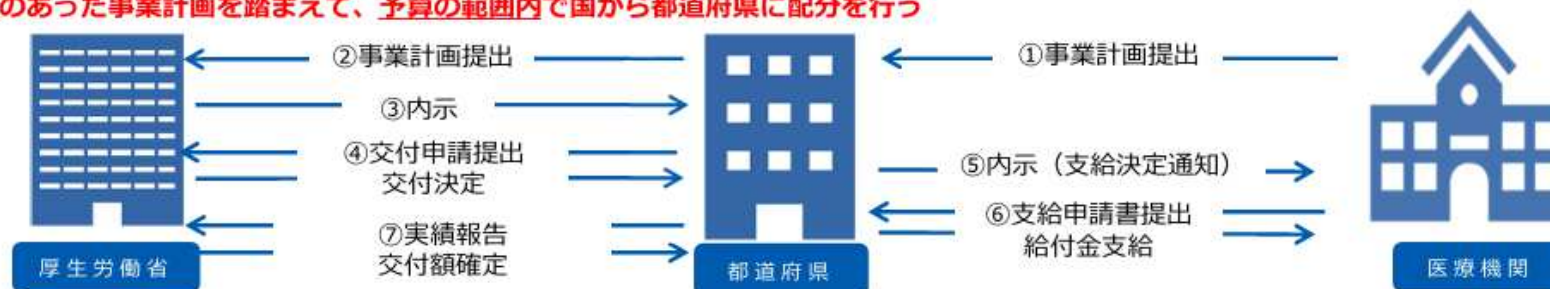 のあった事業計画を踏まえて、予算の範囲内で国から都道府県に配分を行う
②事業計画提出
①事業計画提出
③内示
④交付申請提出
交付決定
⑤内示（支給決定通知）
⑥支給申請書提出
給付金支給
⑦実績報告
交付額確定
厚生労働省
都道府県
医療機関